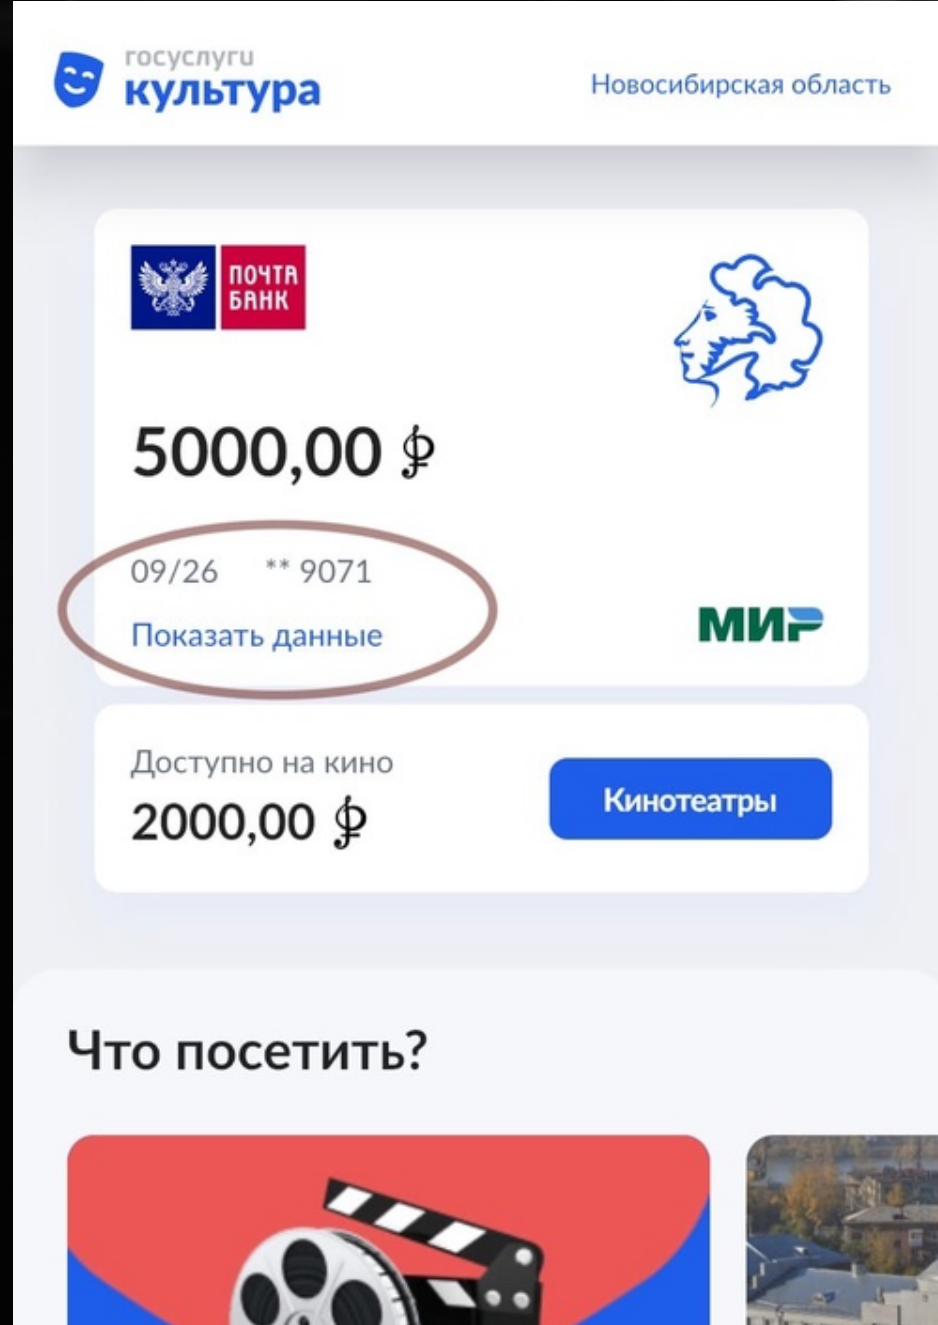 госуслуги
культура
Новосибирская область
ПОЧТА
БАНК
5000,00 ₽
09/26 ** 9071
Показать данные
МИР
Доступно на кино
2000,00 ₽
Кинотеатры
Что посетить?